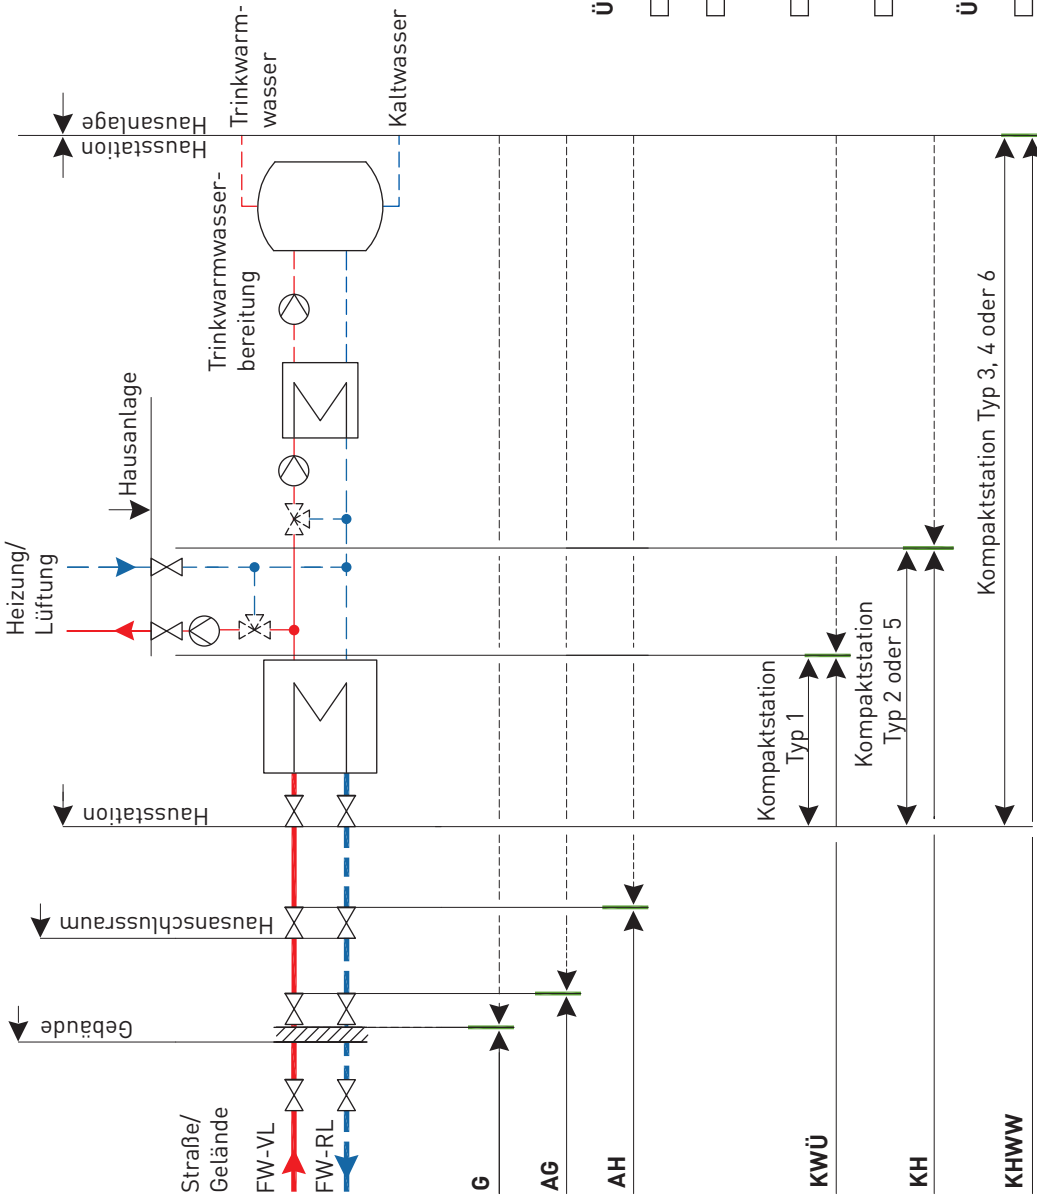 Straße/
Gelände
FW-VL
FW-RL
Gebäude
Hausanschlussraum
Hausstation
Heizung/
Lüftung
Hausanlage
Trinkwarmwasser-
bereitung
Hausstation
Hausanlage
Trinkwarm-
wasser
Kaltwasser
G
AG
AH
Kompaktstation
Typ 1
KWÜ
Kompaktstation
Typ 2 oder 5
KH
Kompaktstation Typ 3, 4 oder 6
KHWW
Ü
Ü